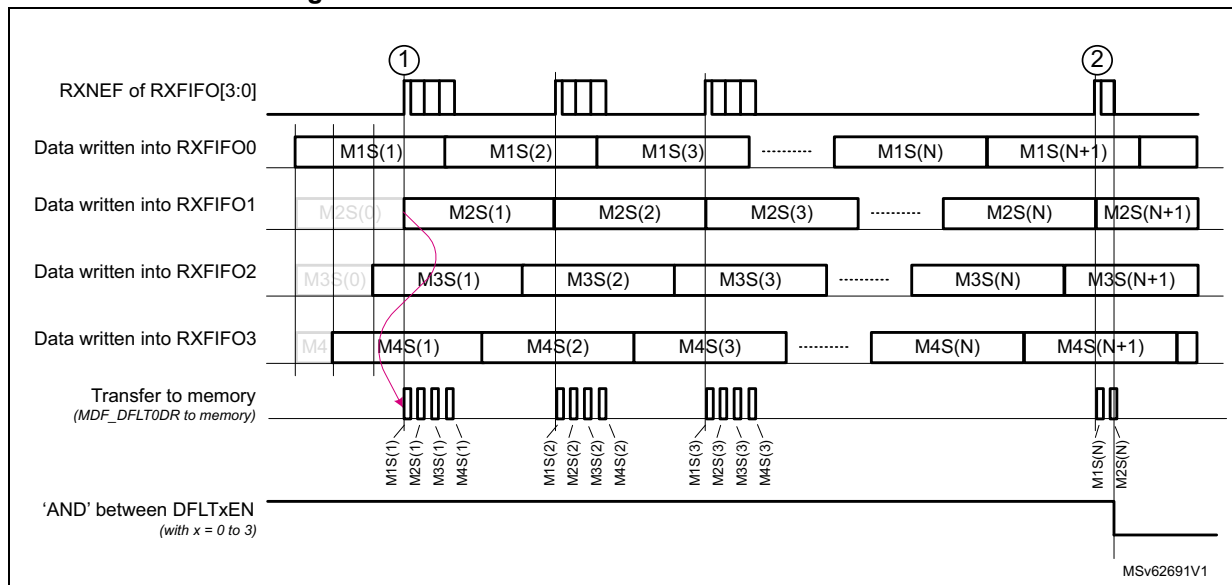 1
2
RXNEF of RXFIFO[3:0]
Data written into RXFIFO0
M1S(1) M1S(2) M1S(3) M1S(N) M1S(N+1)
Data written into RXFIFO1
M2S(0) M2S(1) M2S(2) M2S(3) M2S(N) M2S(N+1)
Data written into RXFIFO2
M3S(0) M3S(1) M3S(2) M3S(3) M3S(N) M3S(N+1)
Data written into RXFIFO3
M4 M4S(1) M4S(2) M4S(3) M4S(N) M4S(N+1)
Transfer to memory
(MDF_DFLT0DR to memory)
M1S(1) M2S(1) M3S(1) M4S(1) M1S(2) M2S(2) M3S(2) M4S(2) M1S(3) M2S(3) M3S(3) M4S(3) M1S(N) M2S(N)
'AND' between DFLTxEN
(with x = 0 to 3)
MSv62691V1